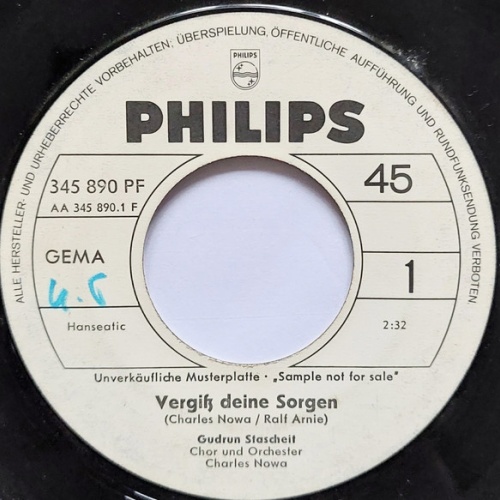 ALLE HERSTELLER- UND URHEBERRECHTE VORBEHALTEN; ÜBERSPIELUNG, ÖFFENTLICHE AUFFÜHRUNG UND RUNDFUNKSENDUNG VERBOTEN.
PHILIPS
PHILIPS
345 890 PF
45
AA 345 890.1 F
GEMA
1
Hanseatic
2:32
Unverkäufliche Musterplatte · „Sample not for sale"
Vergiß deine Sorgen
(Charles Nowa / Ralf Arnie)
Gudrun Stascheit
Chor und Orchester
Charles Nowa